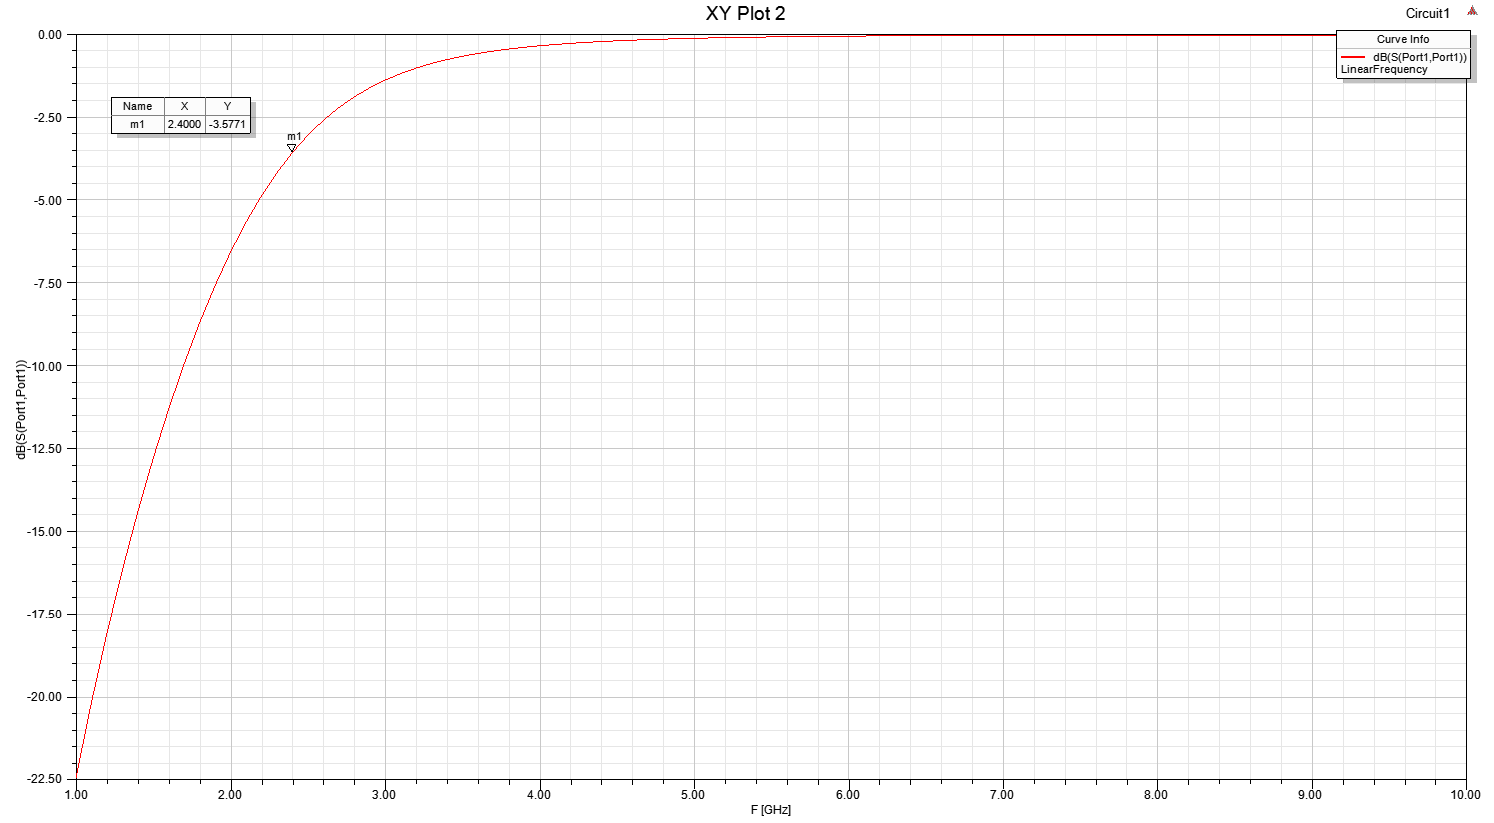 XY Plot 2
Circuit1
Curve Info
dB(S(Port1,Port1))
LinearFrequency
Name X Y
m1 2.4000 -3.5771
m1
dB(S(Port1,Port1))
0.00
-2.50
-5.00
-7.50
-10.00
-12.50
-15.00
-17.50
-20.00
-22.50
1.00 2.00 3.00 4.00 5.00 6.00 7.00 8.00 9.00 10.00
F [GHz]